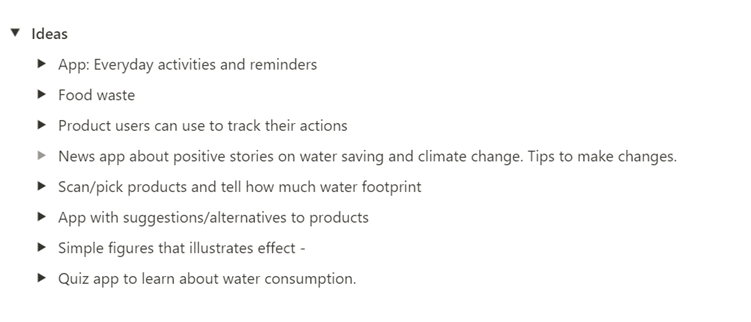 Ideas
App: Everyday activities and reminders
Food waste
Product users can use to track their actions
News app about positive stories on water saving and climate change. Tips to make changes.
Scan/pick products and tell how much water footprint
App with suggestions/alternatives to products
Simple figures that illustrates effect -
Quiz app to learn about water consumption.